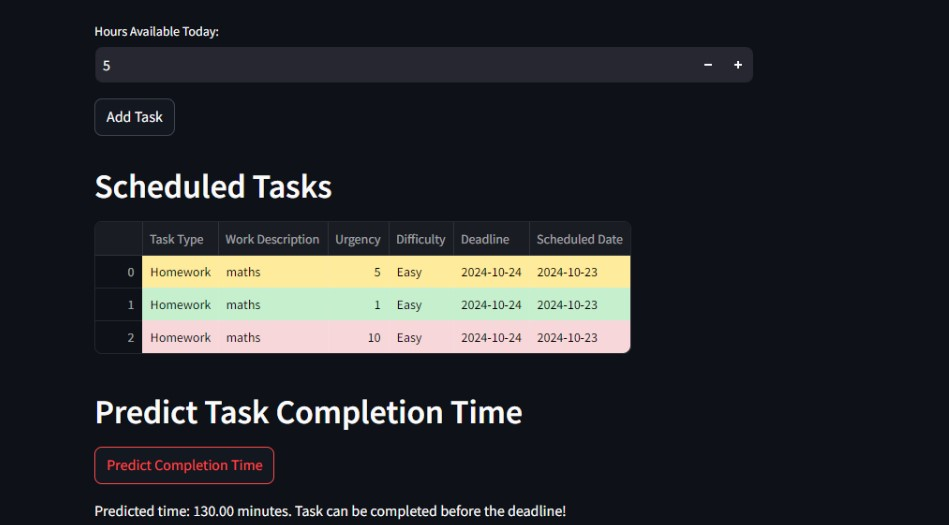 Hours Available Today:
5 − +
Add Task
Scheduled Tasks
Task Type Work Description Urgency Difficulty Deadline Scheduled Date
0 Homework maths 5 Easy 2024-10-24 2024-10-23
1 Homework maths 1 Easy 2024-10-24 2024-10-23
2 Homework maths 10 Easy 2024-10-24 2024-10-23
Predict Task Completion Time
Predict Completion Time
Predicted time: 130.00 minutes. Task can be completed before the deadline!